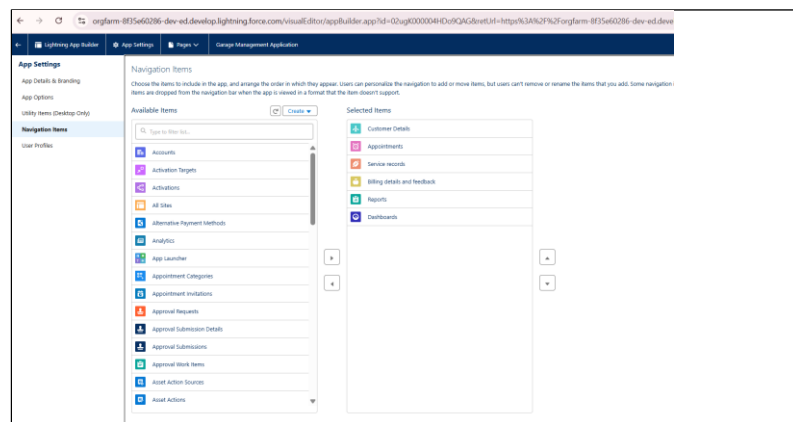 orgfarm-8f35e60286-dev-ed.develop.lightning.force.com/visualEditor/appBuilder.app?id=02ugK000004HDo9QAG&retUrl=https%3A%2F%2Forgfarm-8f35e60286-dev-ed.deve
Lightning App Builder App Settings Pages Garage Management Application
App Settings
App Details & Branding
App Options
Utility Items (Desktop Only)
Navigation Items
User Profiles
Navigation Items
Choose the items to include in the app, and arrange the order in which they appear. Users can personalize the navigation to add or move items, but users can't remove or rename the items that you add. Some navigation
items are dropped from the navigation bar when the app is viewed in a format that the item doesn't support.
Available Items
Create
Type to filter list...
Accounts
Activation Targets
Activations
All Sites
Alternative Payment Methods
Analytics
App Launcher
Appointment Categories
Appointment Invitations
Approval Requests
Approval Submission Details
Approval Submissions
Approval Work Items
Asset Action Sources
Asset Actions
Selected Items
Customer Details
Appointments
Service records
Billing details and feedback
Reports
Dashboards